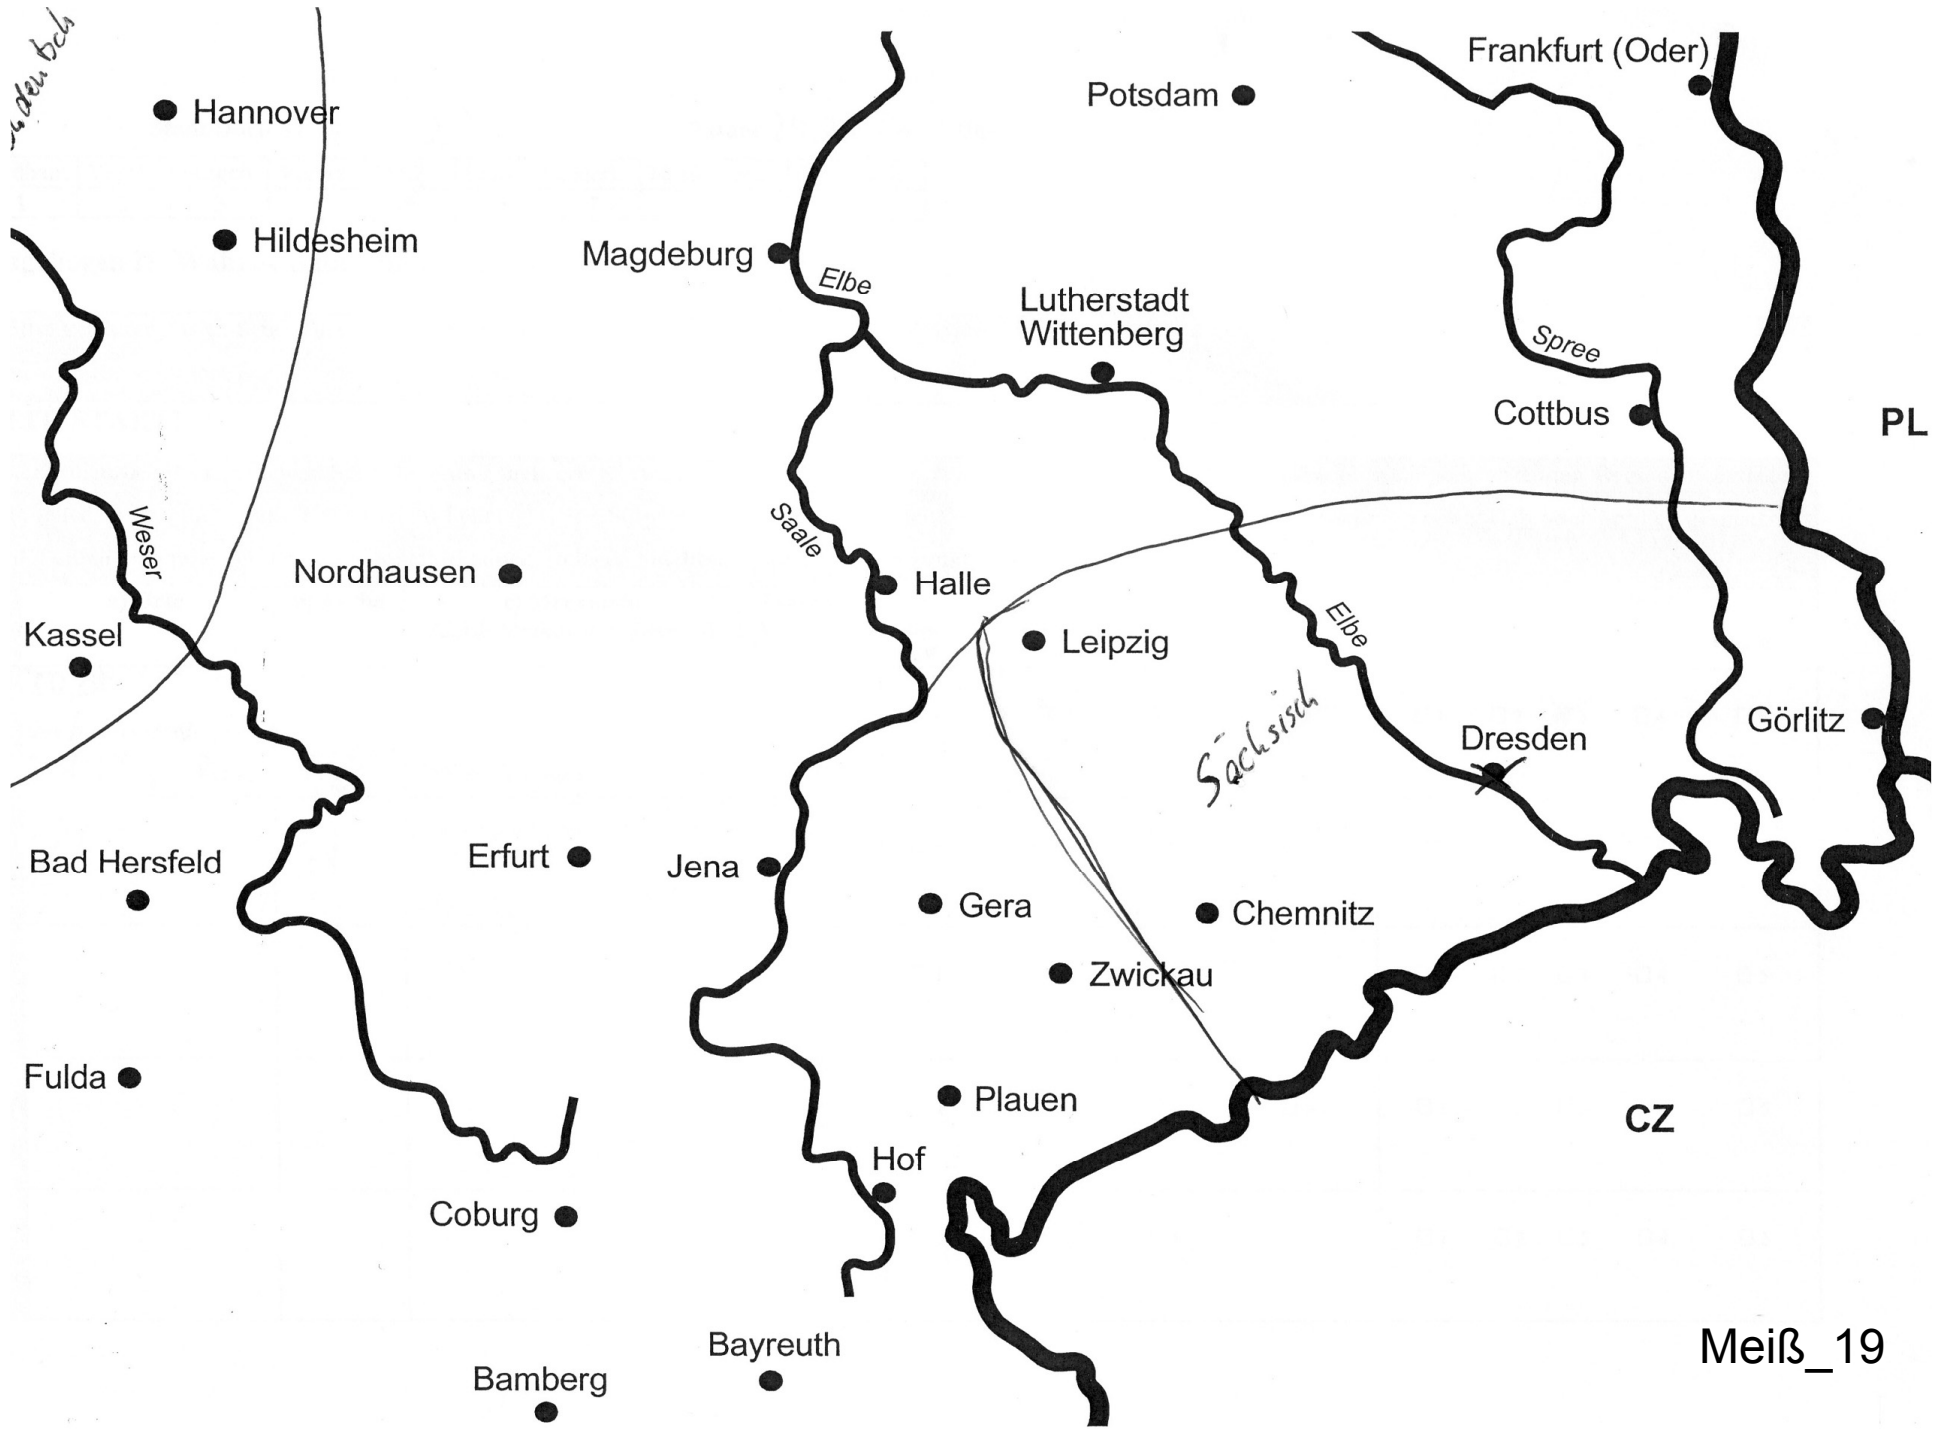 Frankfurt (Oder)
Potsdam
Hannover
Hildesheim
Magdeburg
Elbe
Lutherstadt
Wittenberg
Spree
Cottbus
PL
Weser
Saale
Nordhausen
Halle
Elbe
Kassel
Leipzig
Sächsisch
Görlitz
Dresden
Bad Hersfeld
Erfurt
Jena
Gera
Chemnitz
Zwickau
Fulda
Plauen
CZ
Hof
Coburg
Bayreuth
Meiß_19
Bamberg